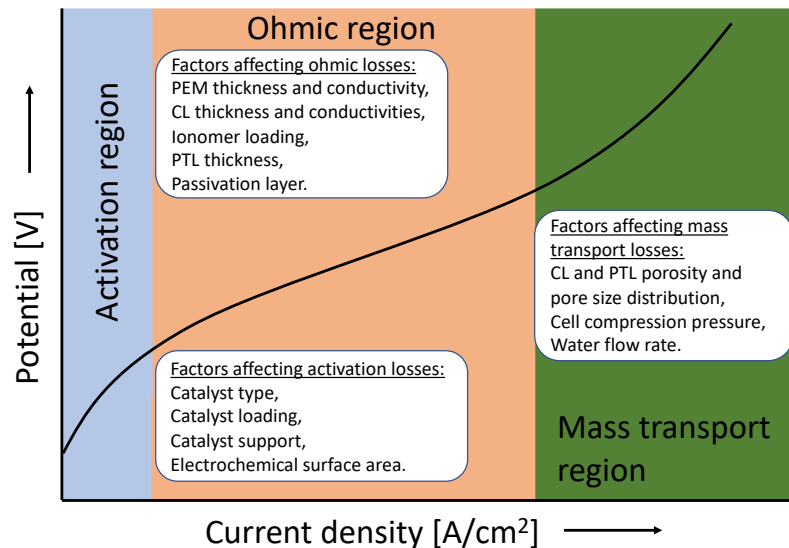 Ohmic region
Factors affecting ohmic losses:
PEM thickness and conductivity,
CL thickness and conductivities,
Ionomer loading,
PTL thickness,
Passivation layer.
Activation region
Potential [V]
Factors affecting mass
transport losses:
CL and PTL porosity and
pore size distribution,
Cell compression pressure,
Water flow rate.
Factors affecting activation losses:
Catalyst type,
Catalyst loading,
Catalyst support,
Electrochemical surface area.
Mass transport
region
Current density [A/cm²]